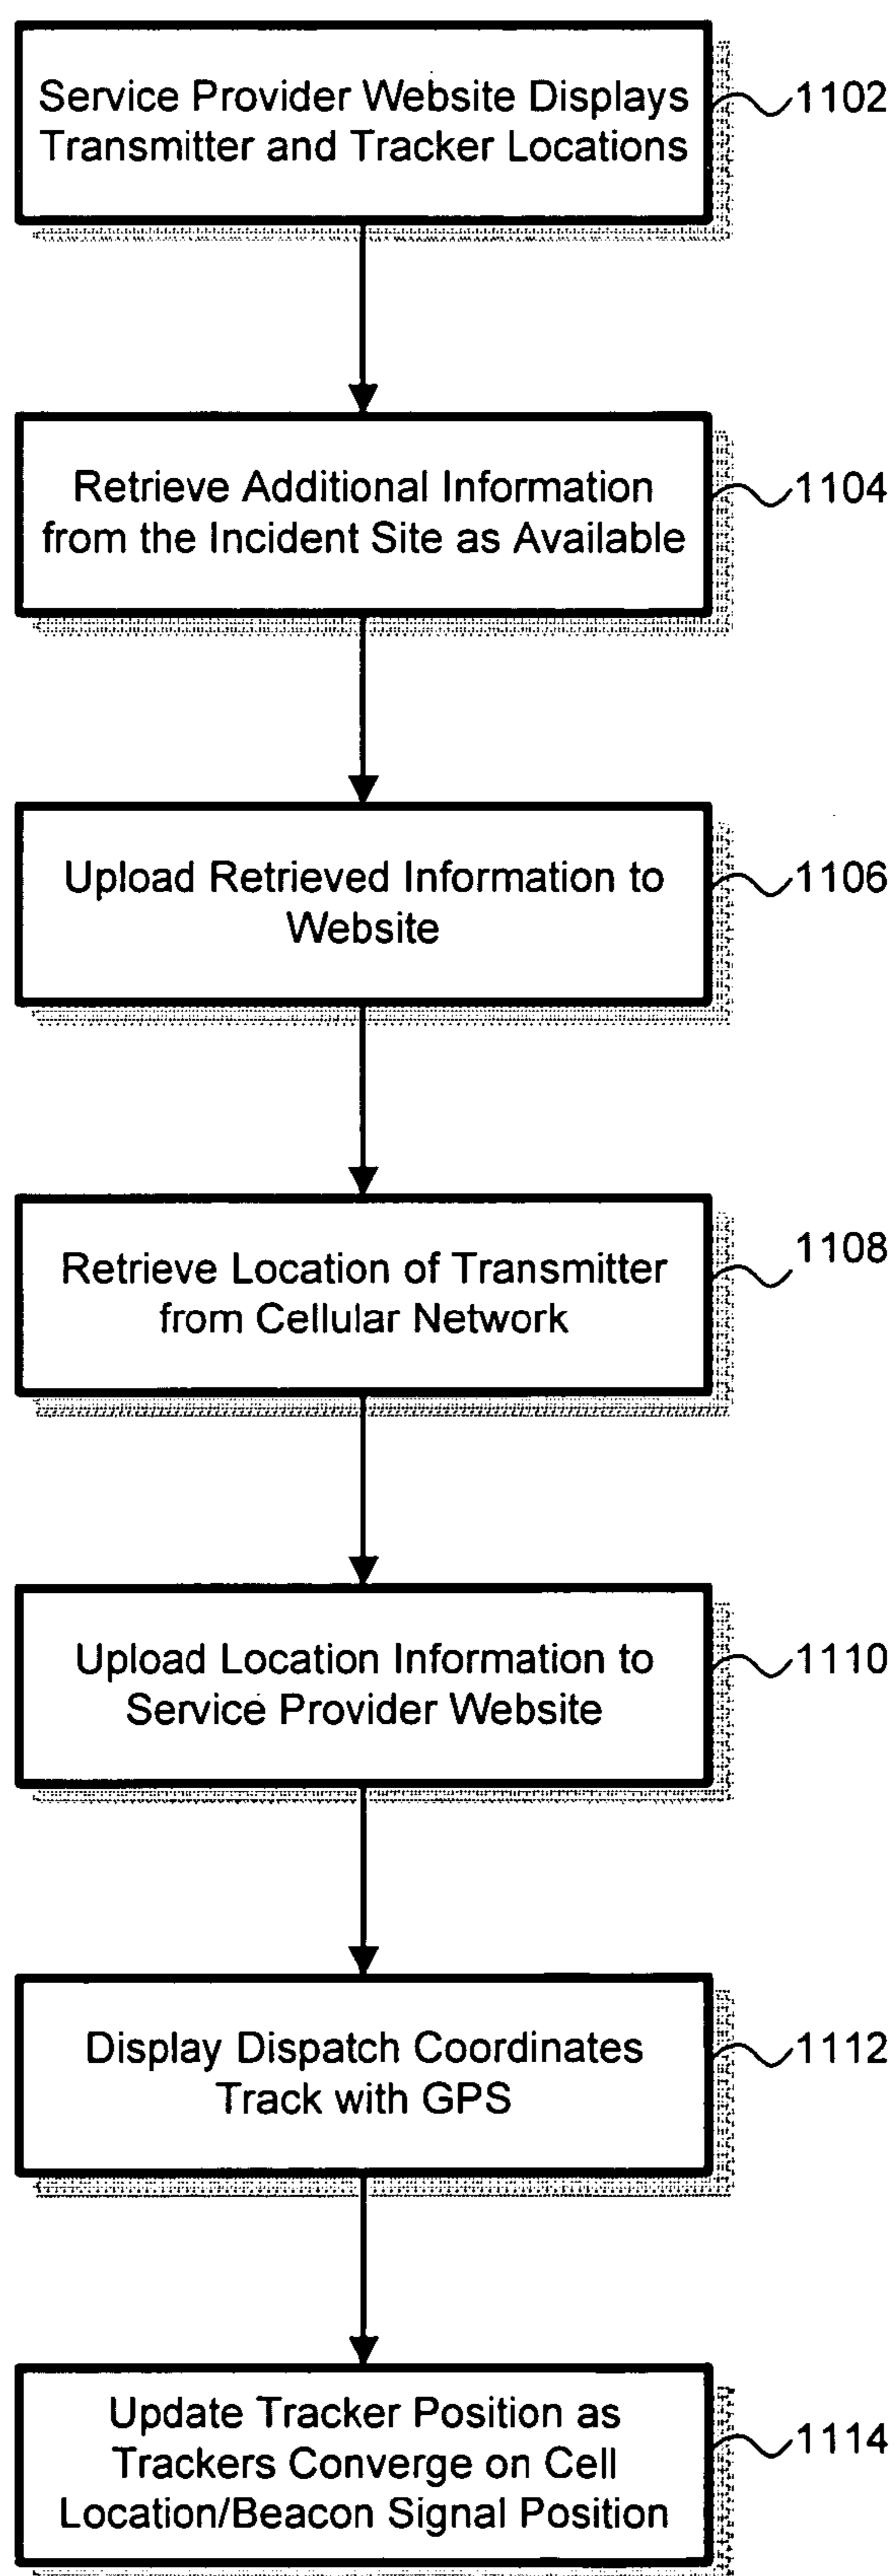 Service Provider Website Displays
Transmitter and Tracker Locations
1102
Retrieve Additional Information
from the Incident Site as Available
1104
Upload Retrieved Information to
Website
1106
Retrieve Location of Transmitter
from Cellular Network
1108
Upload Location Information to
Service Provider Website
1110
Display Dispatch Coordinates
Track with GPS
1112
Update Tracker Position as
Trackers Converge on Cell
Location/Beacon Signal Position
1114